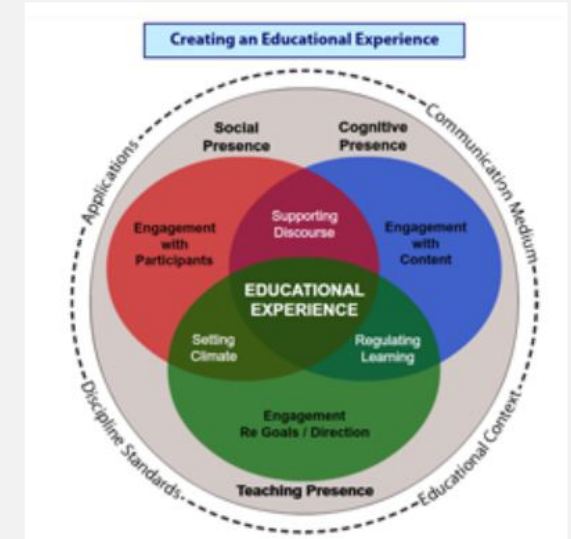 Creating an Educational Experience
Applications
Communication Medium
Social
Presence
Cognitive
Presence
Engagement
with
Participants
Supporting
Discourse
Engagement
with
Content
EDUCATIONAL
EXPERIENCE
Setting
Climate
Regulating
Learning
Engagement
Re Goals / Direction
Teaching Presence
Discipline Standards
Educational Context